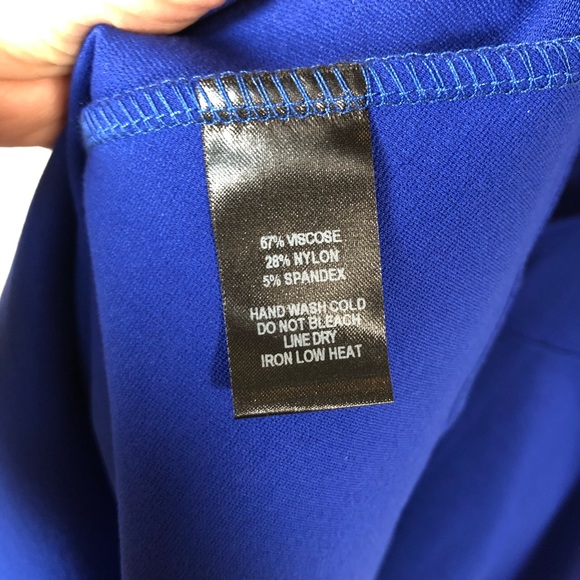 67% VISCOSE
28% NYLON
5% SPANDEX
HAND WASH COLD
DO NOT BLEACH
LINE DRY
IRON LOW HEAT